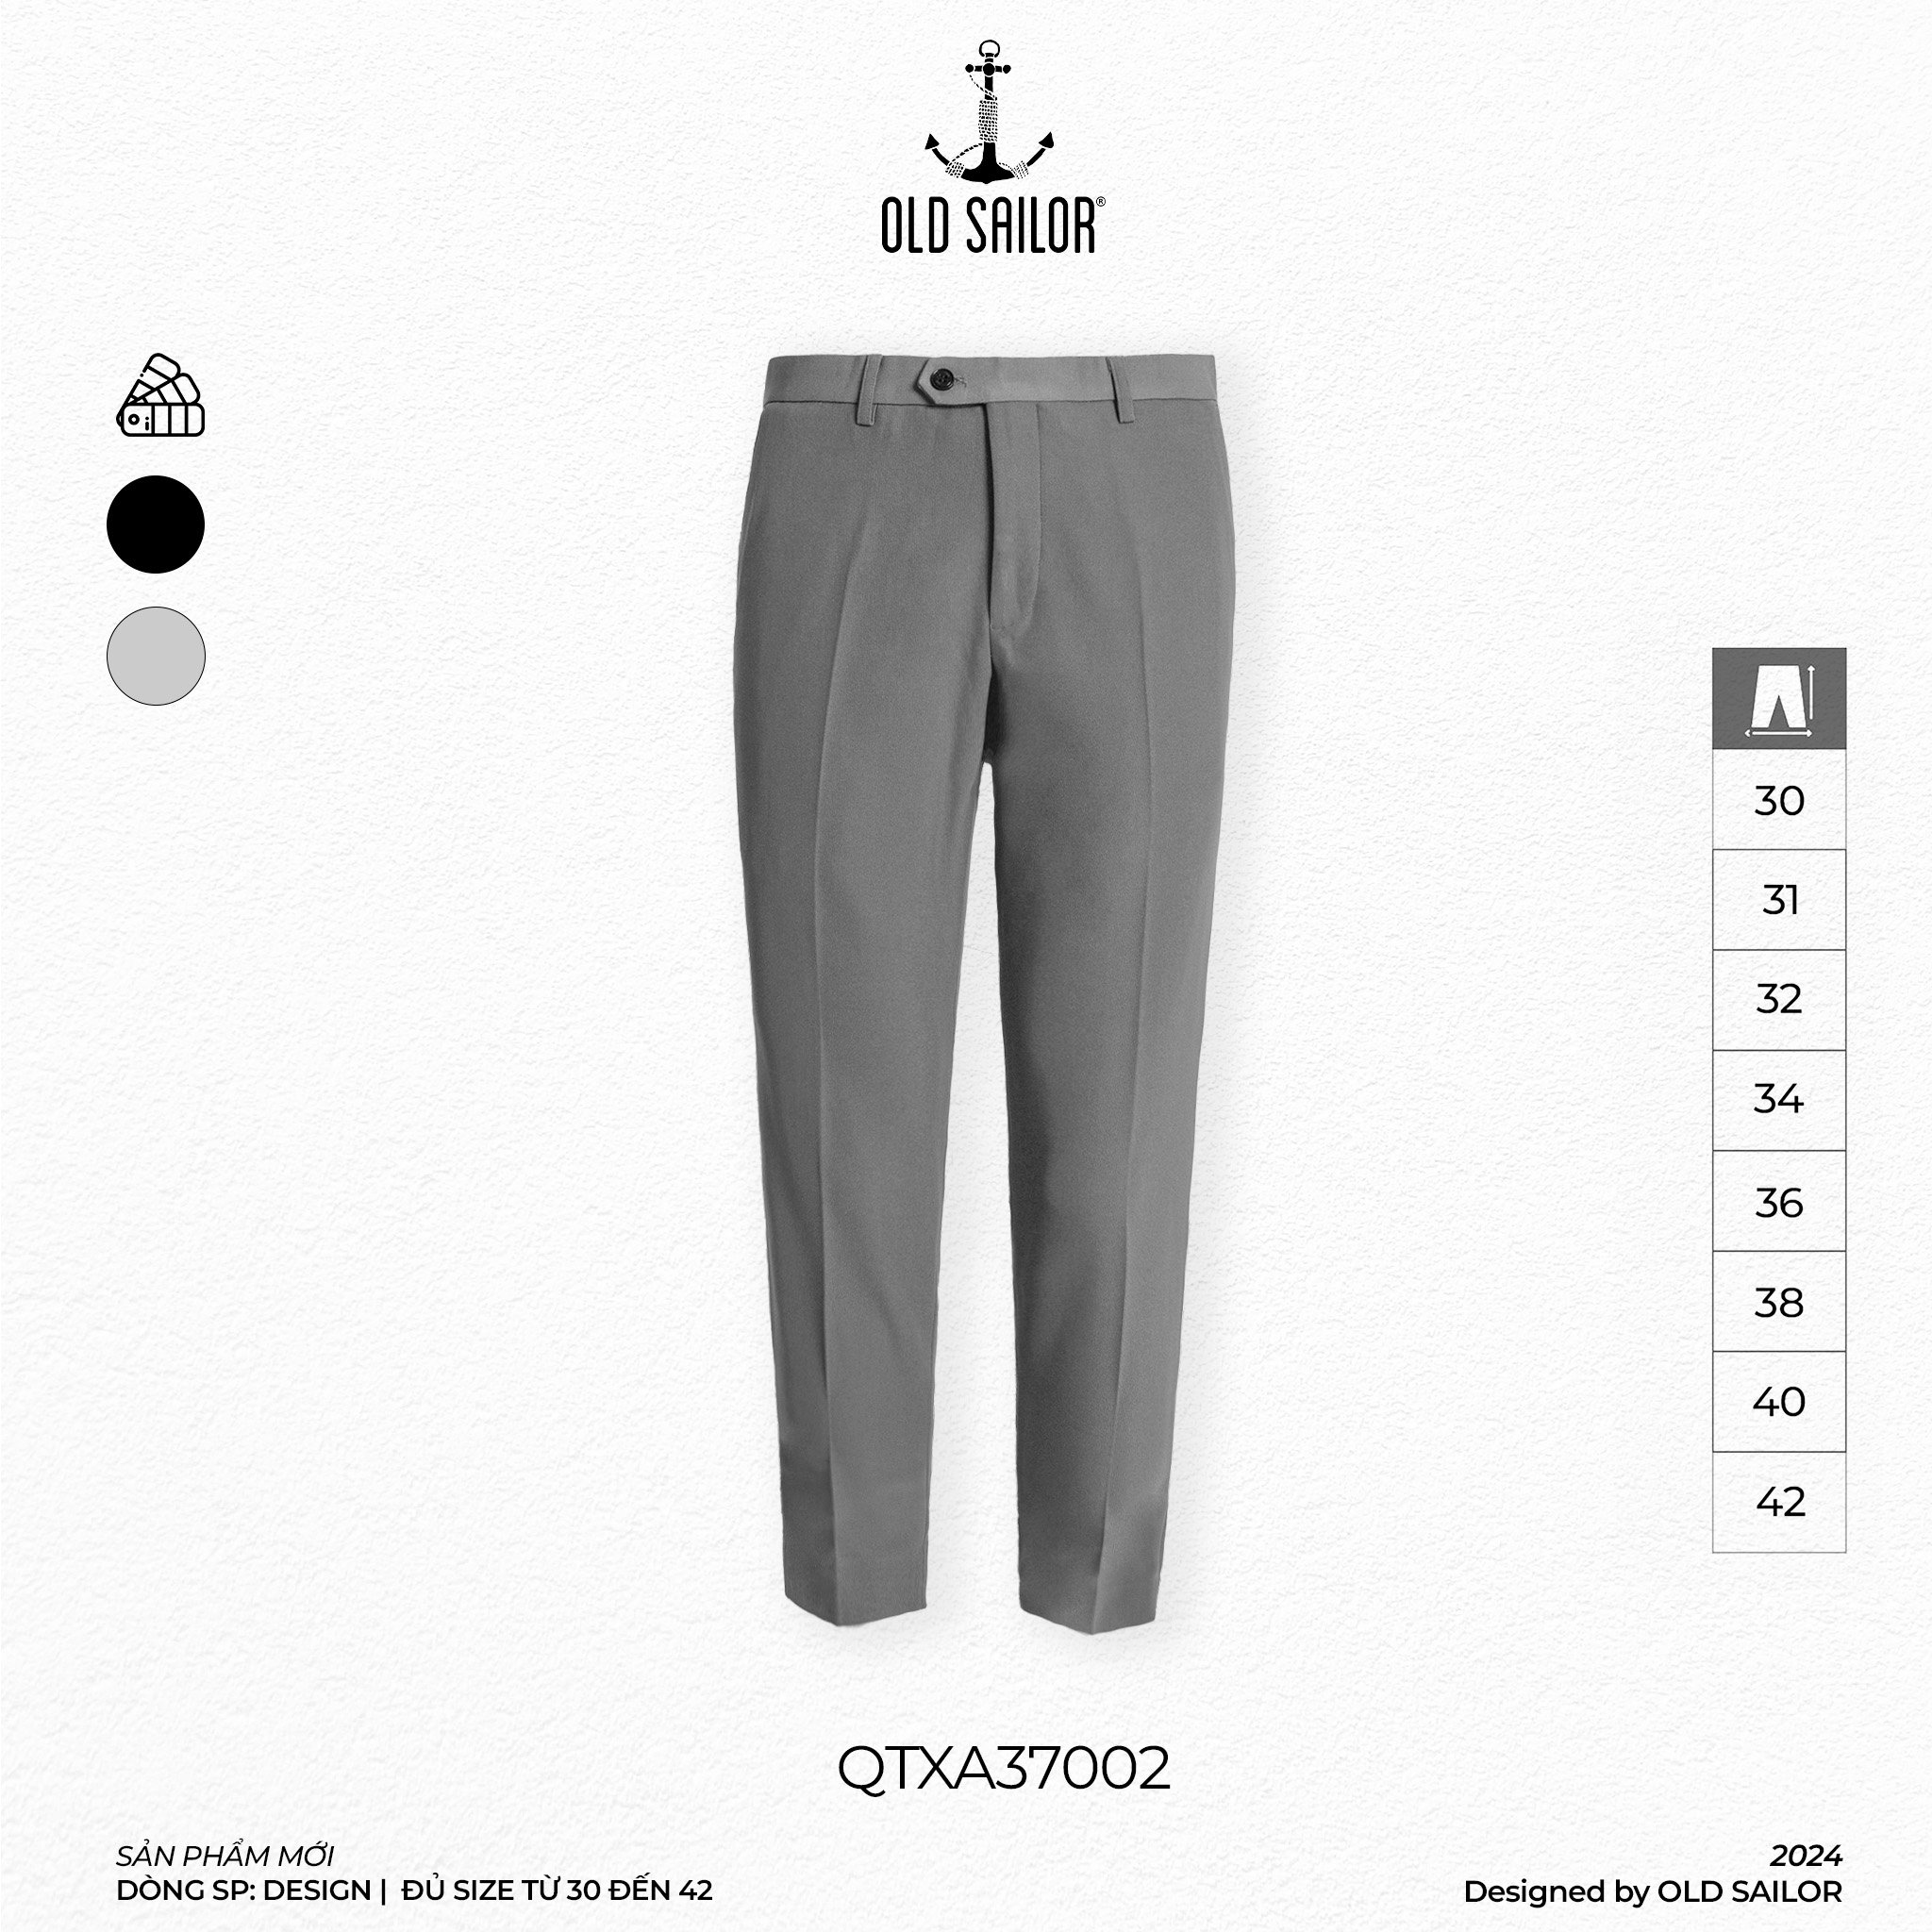 OLD SAILOR®
30
31
32
34
36
38
40
42
QTXA37002
SẢN PHẨM MỚI
DÒNG SP: DESIGN | ĐỦ SIZE TỪ 30 ĐẾN 42
2024
Designed by OLD SAILOR